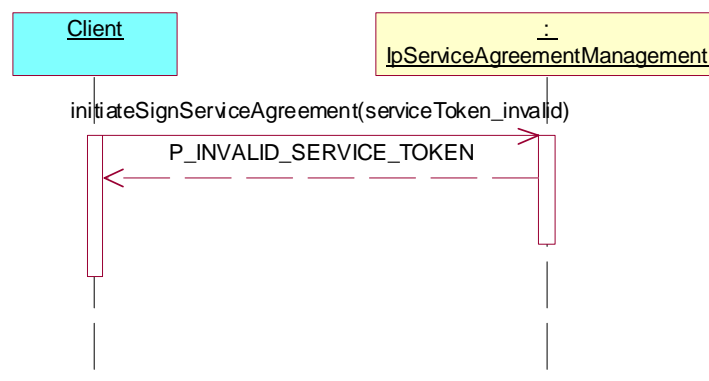 Client
:
IpServiceAgreementManagement
initiateSignServiceAgreement(serviceToken_invalid)
P_INVALID_SERVICE_TOKEN